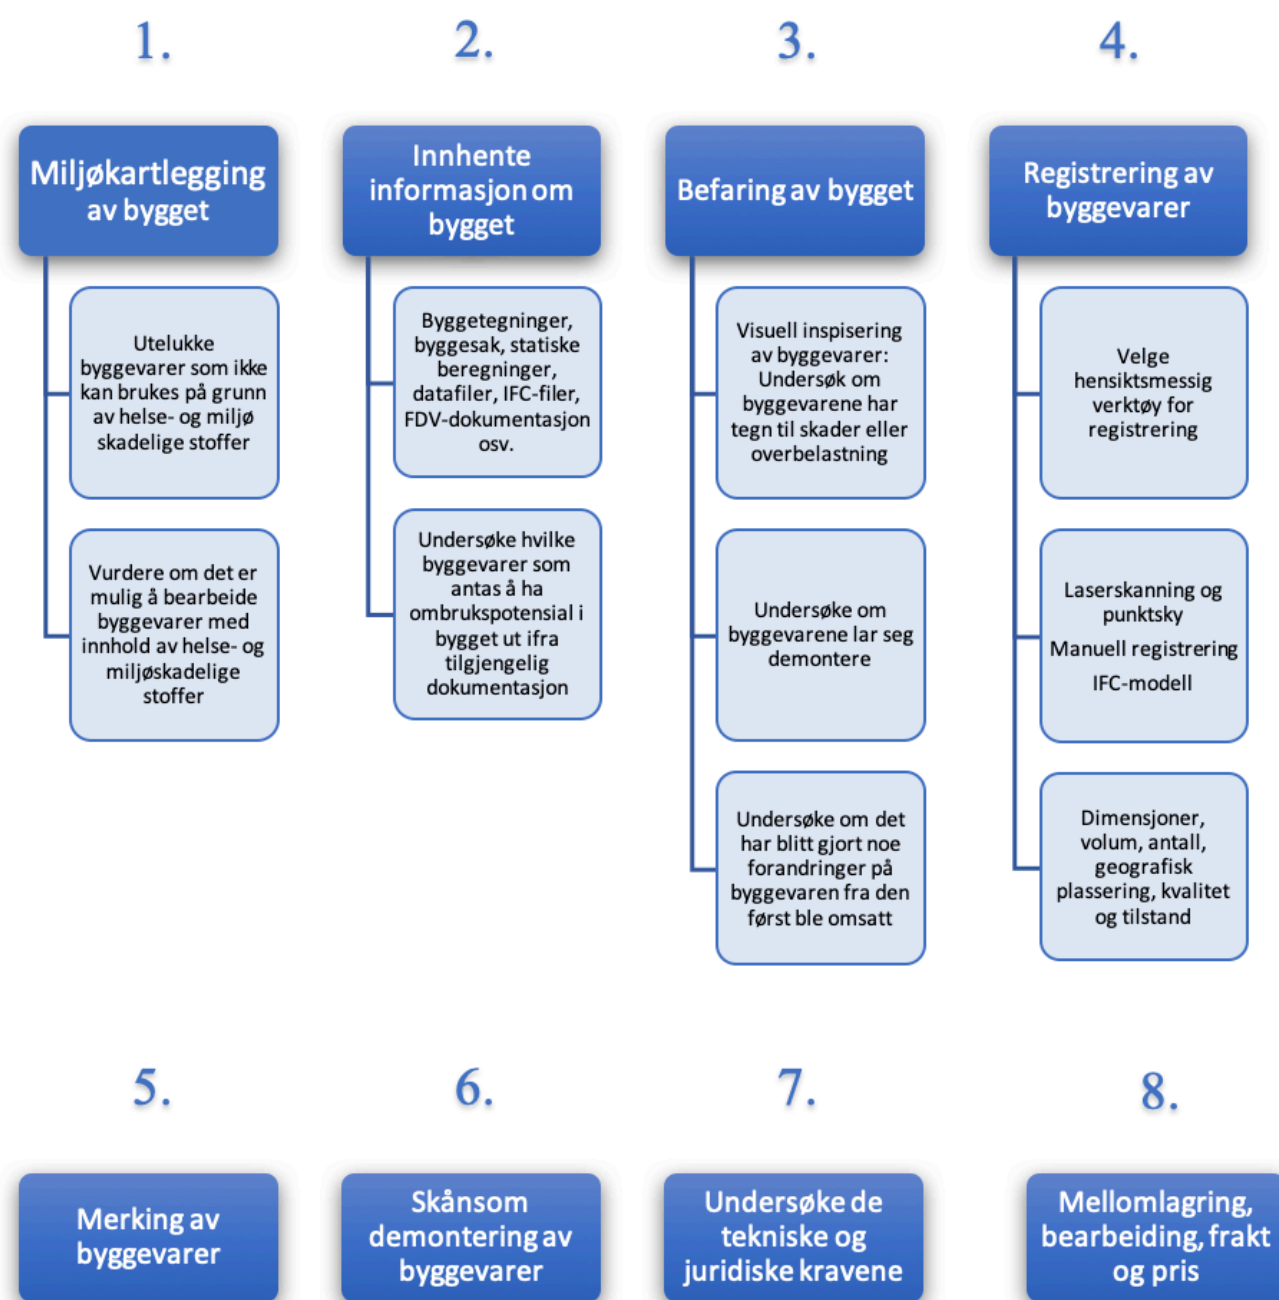 1.
2.
3.
4.
Miljøkartlegging
av bygget
Utelukke
byggevarer som ikke
kan brukes på grunn
av helse- og miljø
skadelige stoffer
Vurdere om det er
mulig å bearbeide
byggevarer med
innhold av helse- og
miljøskadelige
stoffer
Innhente
informasjon om
bygget
Byggetegninger,
byggesak, statiske
beregninger,
datafiler, IFC-filer,
FDV-dokumentasjon
osv.
Undersøke hvilke
byggevarer som
antas å ha
ombrukspotensial i
bygget ut ifra
tilgjengelig
dokumentasjon
Befaring av bygget
Visuell inspisering
av byggevarer:
Undersøk om
byggevarene har
tegn til skader eller
overbelastning
Undersøke om
byggevarene lar seg
demontere
Undersøke om det
har blitt gjort noe
forandringer på
byggevaren fra den
først ble omsatt
Registrering av
byggevarer
Velge
hensiktsmessig
verktøy for
registrering
Laserskanning og
punktsky
Manuell registrering
IFC-modell
Dimensjoner,
volum, antall,
geografisk
plassering, kvalitet
og tilstand
5.
6.
7.
8.
Merking av
byggevarer
Skånsom
demontering av
byggevarer
Undersøke de
tekniske og
juridiske kravene
Mellomlagring,
bearbeiding, frakt
og pris